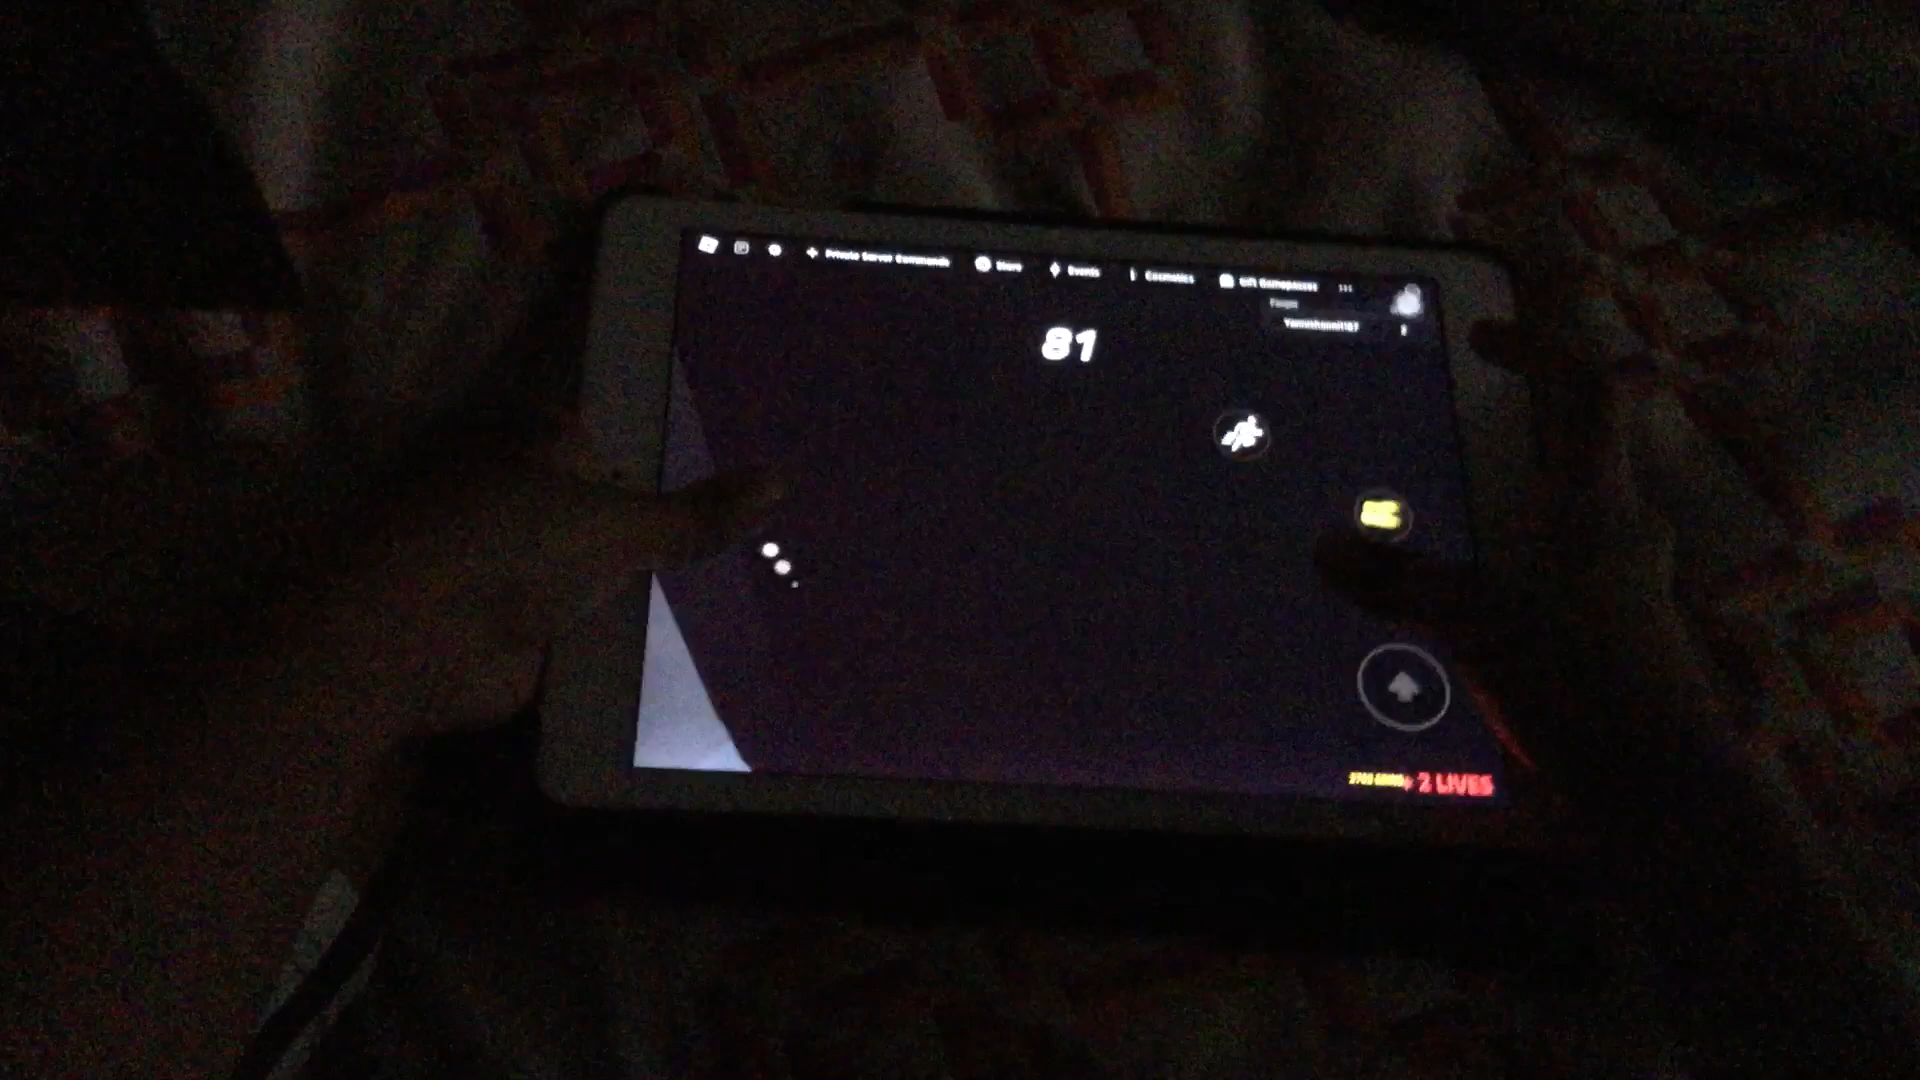 Private Server Commands
Store
Events
Cosmetics
Gift Gamepasses
81
2 LIVES